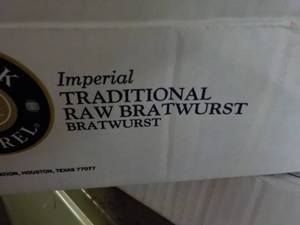 Imperial
TRADITIONAL
RAW BRATWURST
BRATWURST
HOUSTON, TEXAS 77077